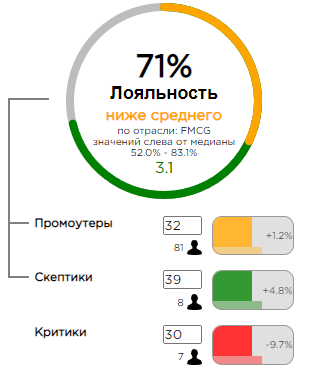 71%
Лояльность
ниже среднего
по отрасли: FMCG
значений слева от медианы
52.0% - 83.1%
3.1
Промоутеры
32
+1.2%
81
Скептики
39
+4.8%
8
Критики
30
-9.7%
7